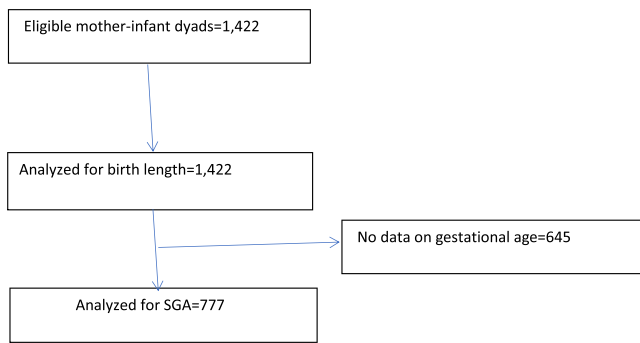 Eligible mother-infant dyads=1,422
Analyzed for birth length=1,422
No data on gestational age=645
Analyzed for SGA=777